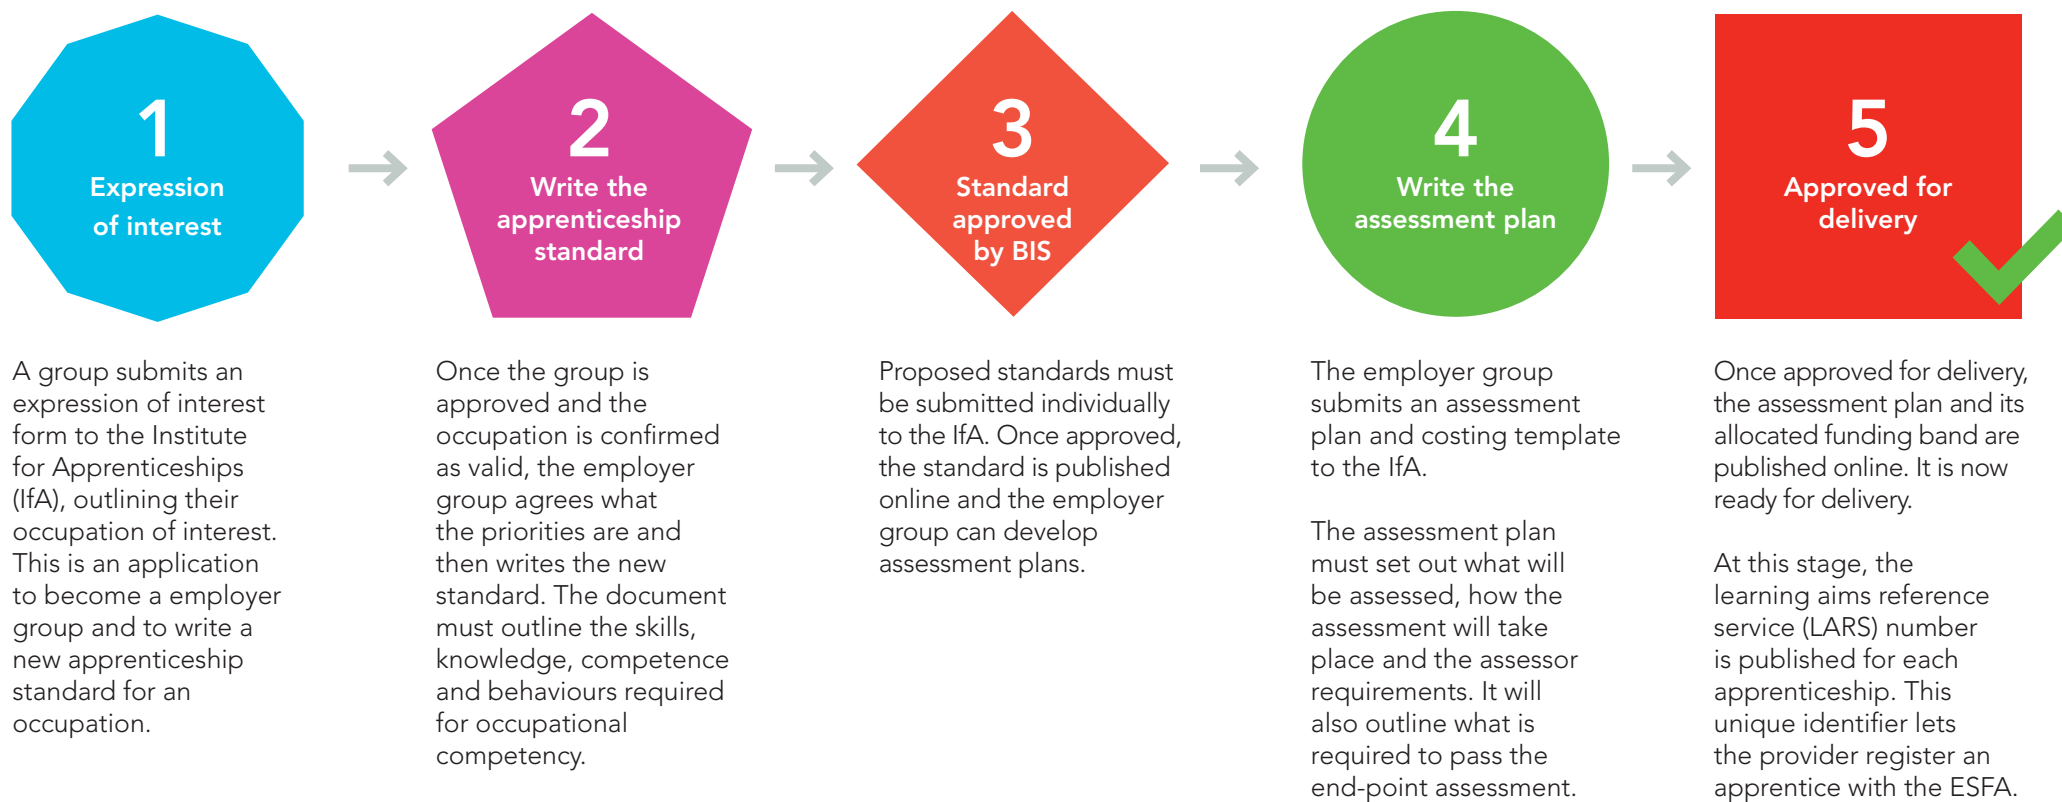 1
Expression
of interest
A group submits an
expression of interest
form to the Institute
for Apprenticeships
(IfA), outlining their
occupation of interest.
This is an application
to become a employer
group and to write a
new apprenticeship
standard for an
occupation.
2
Write the
apprenticeship
standard
Once the group is
approved and the
occupation is confirmed
as valid, the employer
group agrees what
the priorities are and
then writes the new
standard. The document
must outline the skills,
knowledge, competence
and behaviours required
for occupational
competency.
3
Standard
approved
by BIS
Proposed standards must
be submitted individually
to the IfA. Once approved,
the standard is published
online and the employer
group can develop
assessment plans.
4
Write the
assessment plan
The employer group
submits an assessment
plan and costing template
to the IfA.
The assessment plan
must set out what will
be assessed, how the
assessment will take
place and the assessor
requirements. It will
also outline what is
required to pass the
end-point assessment.
5
Approved for
delivery
Once approved for delivery,
the assessment plan and its
allocated funding band are
published online. It is now
ready for delivery.
At this stage, the
learning aims reference
service (LARS) number
is published for each
apprenticeship. This
unique identifier lets
the provider register an
apprentice with the ESFA.